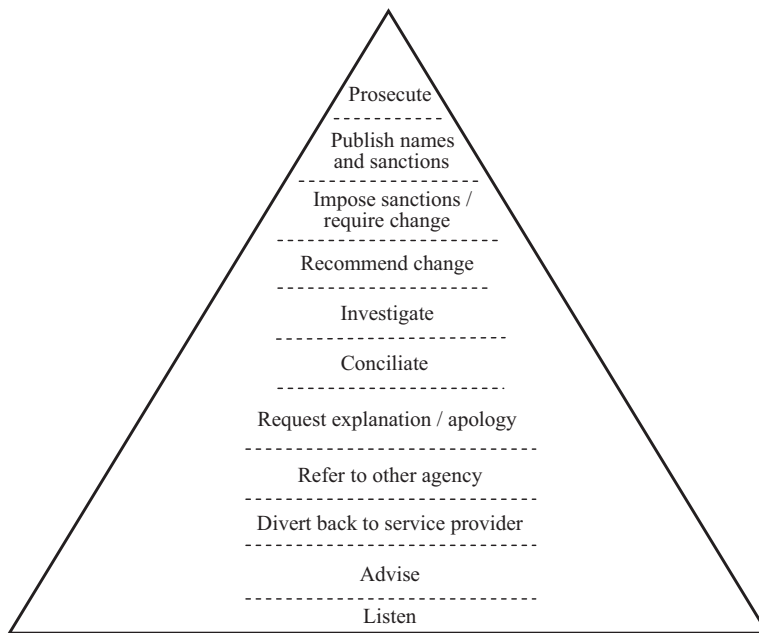 Prosecute
Publish names
and sanctions
Impose sanctions /
require change
Recommend change
Investigate
Conciliate
Request explanation / apology
Refer to other agency
Divert back to service provider
Advise
Listen